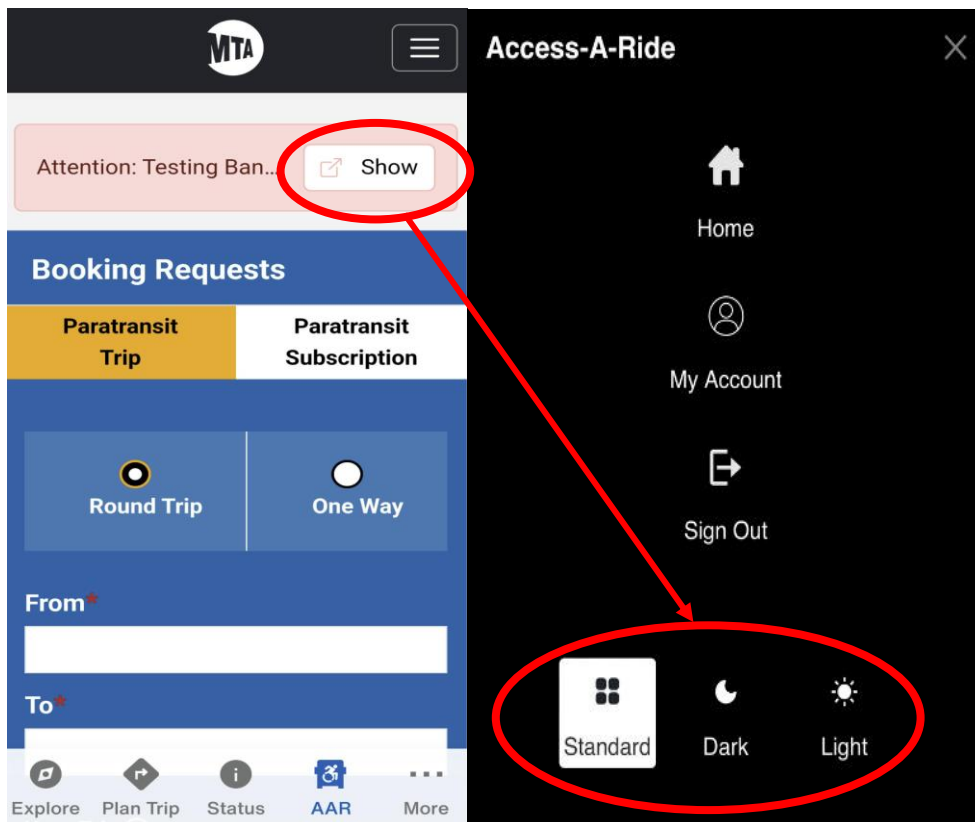 MTA
Attention: Testing Ban...
Show
Booking Requests
Paratransit
Trip
Paratransit
Subscription
Round Trip
One Way
From*
To*
Explore
Plan Trip
Status
AAR
More
Access-A-Ride
Home
My Account
Sign Out
Standard
Dark
Light